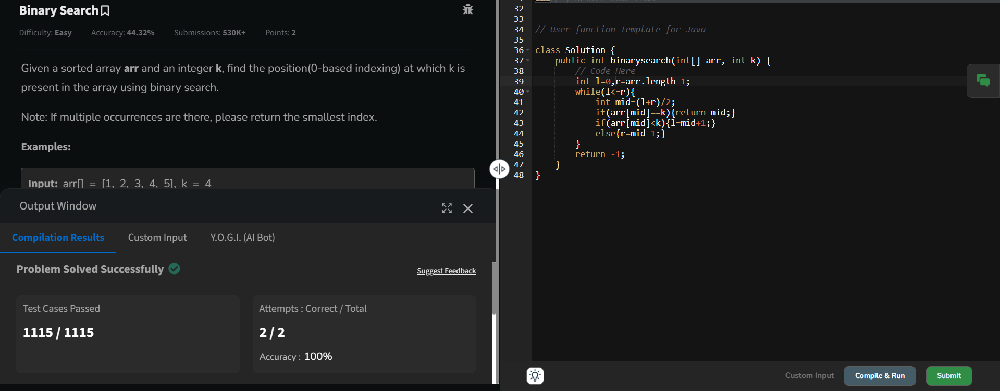 Binary Search
Difficulty: Easy Accuracy: 44.32% Submissions: 530K+ Points: 2
Given a sorted array arr and an integer k, find the position(0-based indexing) at which k is
present in the array using binary search.
Note: If multiple occurrences are there, please return the smallest index.
Examples:
Input: arr[] = [1, 2, 3, 4, 5], k = 4
Output Window
Compilation Results Custom Input Y.O.G.I. (AI Bot)
Problem Solved Successfully
Suggest Feedback
Test Cases Passed
1115 / 1115
Attempts : Correct / Total
2 / 2
Accuracy : 100%
// } Driver Code Ends
32
33
34 // User function Template for Java
35
36 class Solution {
37     public int binarysearch(int[] arr, int k) {
38         // Code Here
39         int l=0,r=arr.length-1;
40         while(l<=r){
41             int mid=(l+r)/2;
42             if(arr[mid]==k){return mid;}
43             if(arr[mid]<k){l=mid+1;}
44             else{r=mid-1;}
45         }
46         return -1;
47     }
48 }
Custom Input Compile & Run Submit